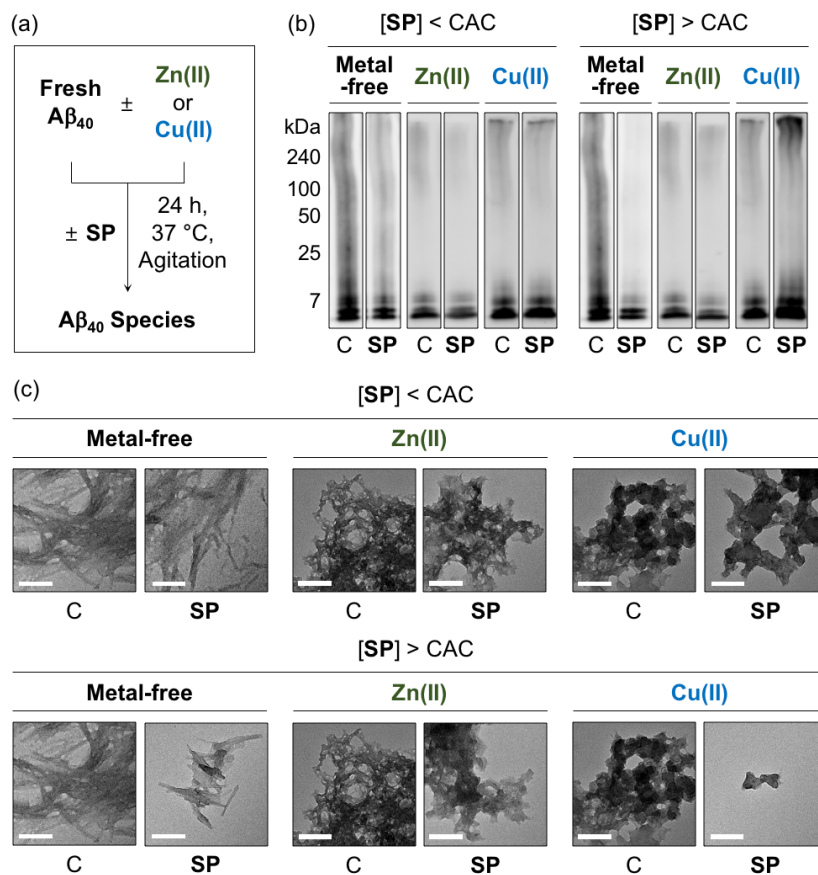 (a)
Fresh
Aβ40
±
Zn(II)
or
Cu(II)
± SP
24 h,
37 °C,
Agitation
Aβ40 Species
(b)
[SP] < CAC
[SP] > CAC
Metal
-free
Zn(II)
Cu(II)
Metal
-free
Zn(II)
Cu(II)
kDa
240
100
50
25
7
C SP C SP C SP C SP C SP C SP
(c)
[SP] < CAC
Metal-free Zn(II) Cu(II)
C SP C SP C SP
[SP] > CAC
Metal-free Zn(II) Cu(II)
C SP C SP C SP